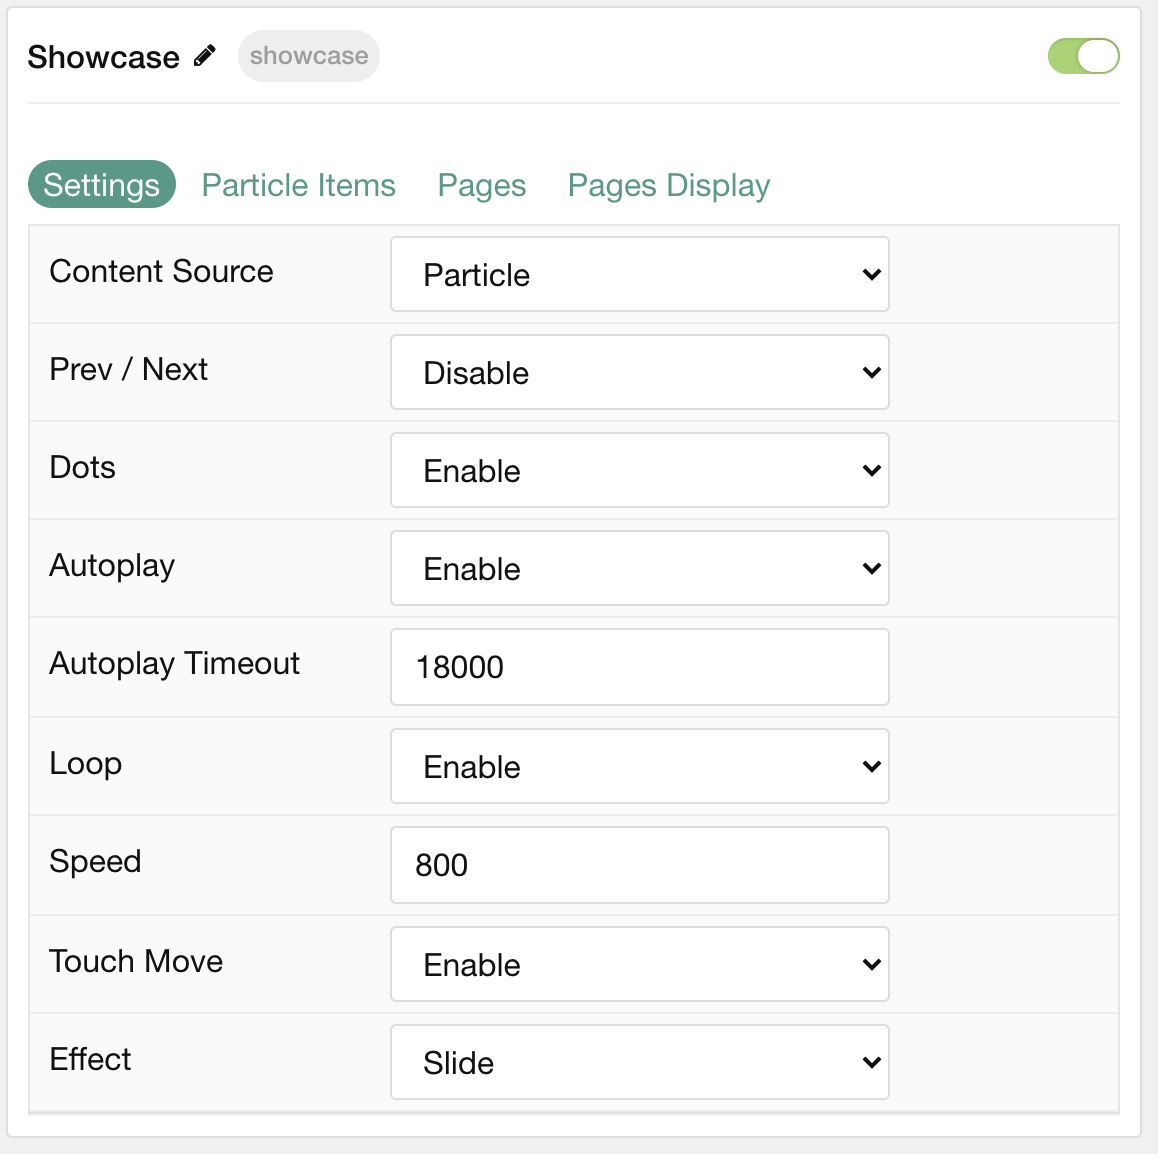 Showcase showcase
Settings Particle Items Pages Pages Display
Content Source Particle
Prev / Next Disable
Dots Enable
Autoplay Enable
Autoplay Timeout 18000
Loop Enable
Speed 800
Touch Move Enable
Effect Slide